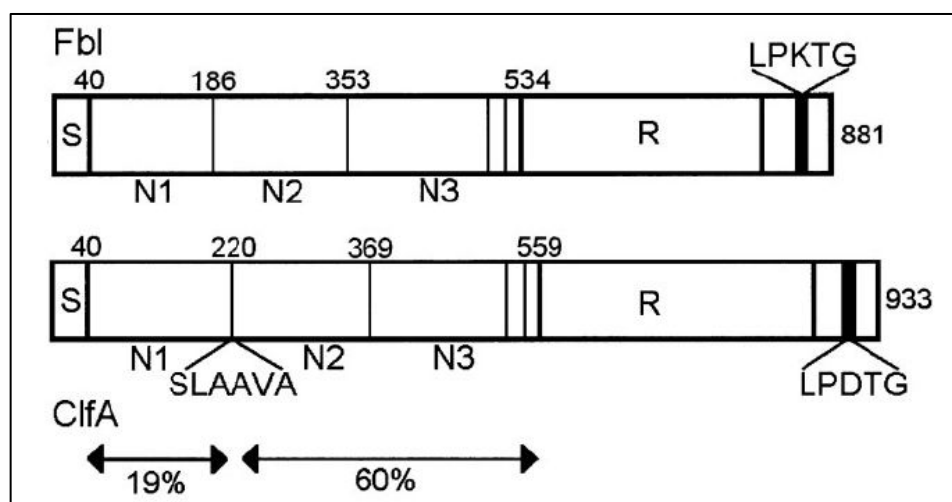 Fbl
LPKTG
40 186 353 534
S R 881
N1 N2 N3
40 220 369 559
S R 933
N1 N2 N3
SLAAVA LPDTG
ClfA
19% 60%